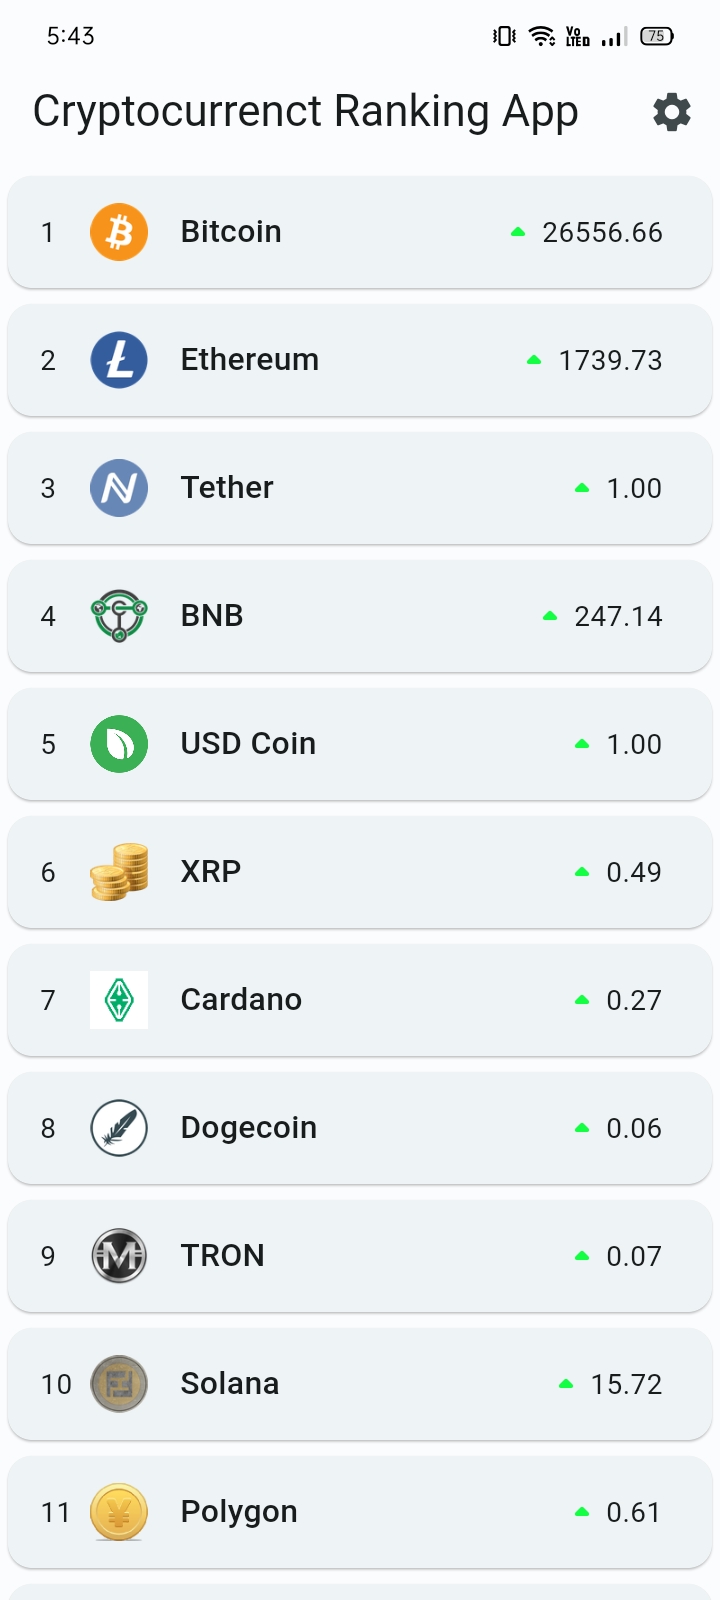 5:43 Vo LTE 75
Cryptocurrenct Ranking App
1 Bitcoin 26556.66
2 Ethereum 1739.73
3 Tether 1.00
4 BNB 247.14
5 USD Coin 1.00
6 XRP 0.49
7 Cardano 0.27
8 Dogecoin 0.06
9 TRON 0.07
10 Solana 15.72
11 Polygon 0.61